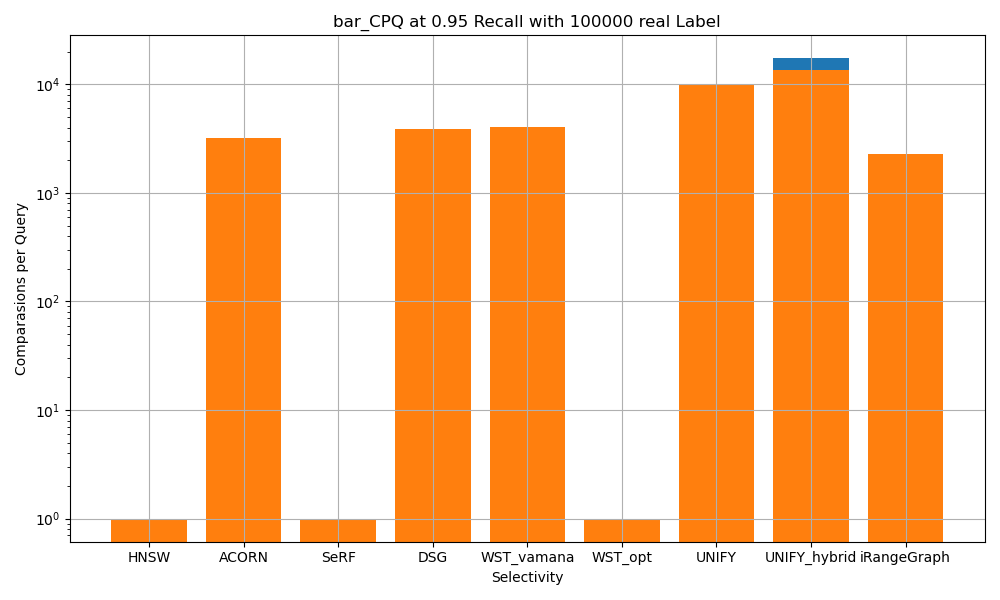 bar_CPQ at 0.95 Recall with 100000 real Label
Comparasions per Query
10^4
10^3
10^2
10^1
10^0
HNSW ACORN SeRF DSG WST_vamana WST_opt UNIFY UNIFY_hybrid iRangeGraph
Selectivity